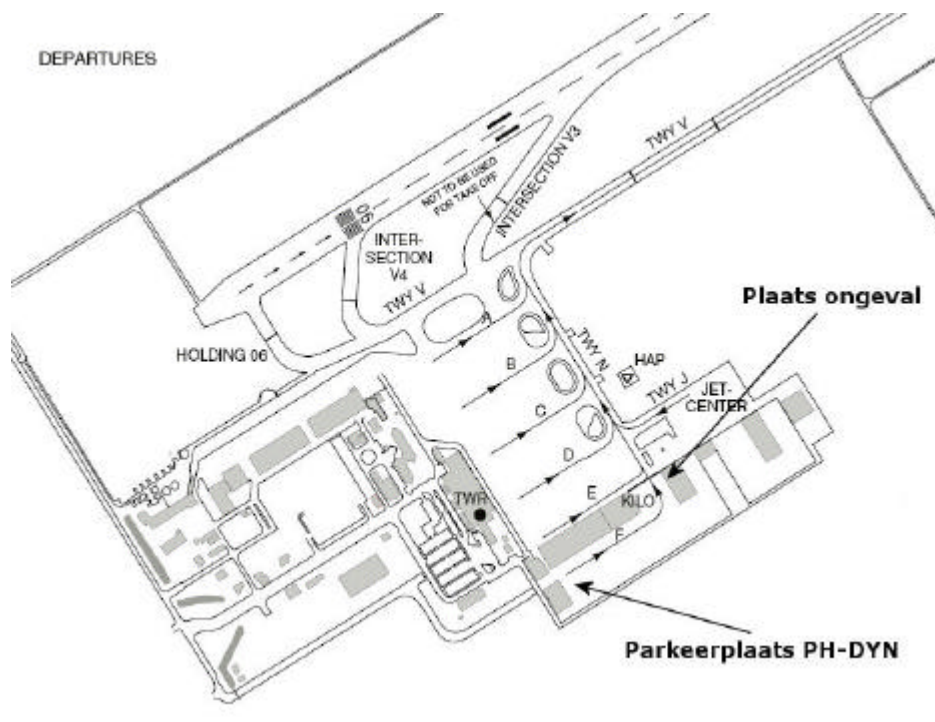 DEPARTURES
06
NOT TO BE USED
FOR TAKE OFF
INTERSECTION V3
TWY V
INTER-
SECTION
V4
TWY V
HOLDING 06
A
B
C
D
E
F
TWY N
HAP
TWY J
JET-
CENTER
KILO
TWR
Plaats ongeval
Parkeerplaats PH-DYN